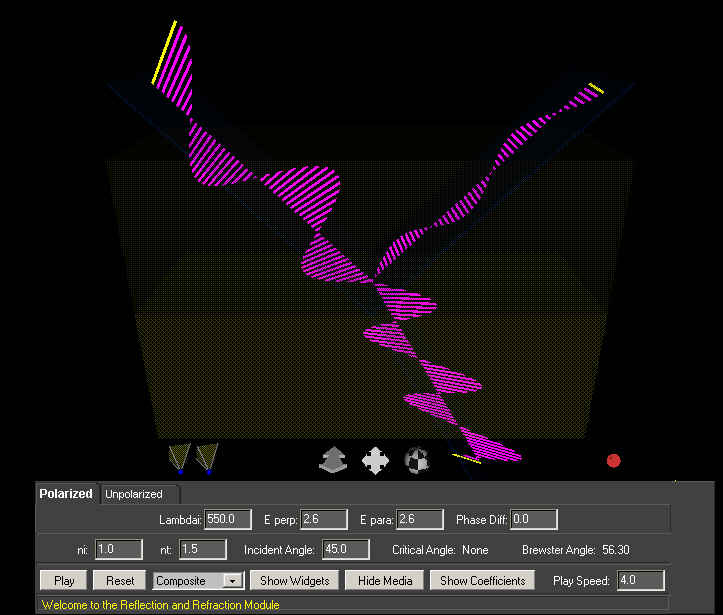 Polarized Unpolarized
Lambdai: 550.0 E perp: 2.6 E para: 2.6 Phase Diff: 0.0
ni: 1.0 nt: 1.5 Incident Angle: 45.0 Critical Angle: None Brewster Angle: 56.30
Play Reset Composite Show Widgets Hide Media Show Coefficients Play Speed: 4.0
Welcome to the Reflection and Refraction Module